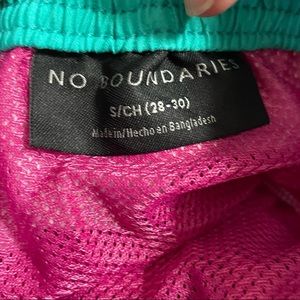 NO BOUNDARIES
S/CH (28-30)
Made in/Hecho en Bangladesh